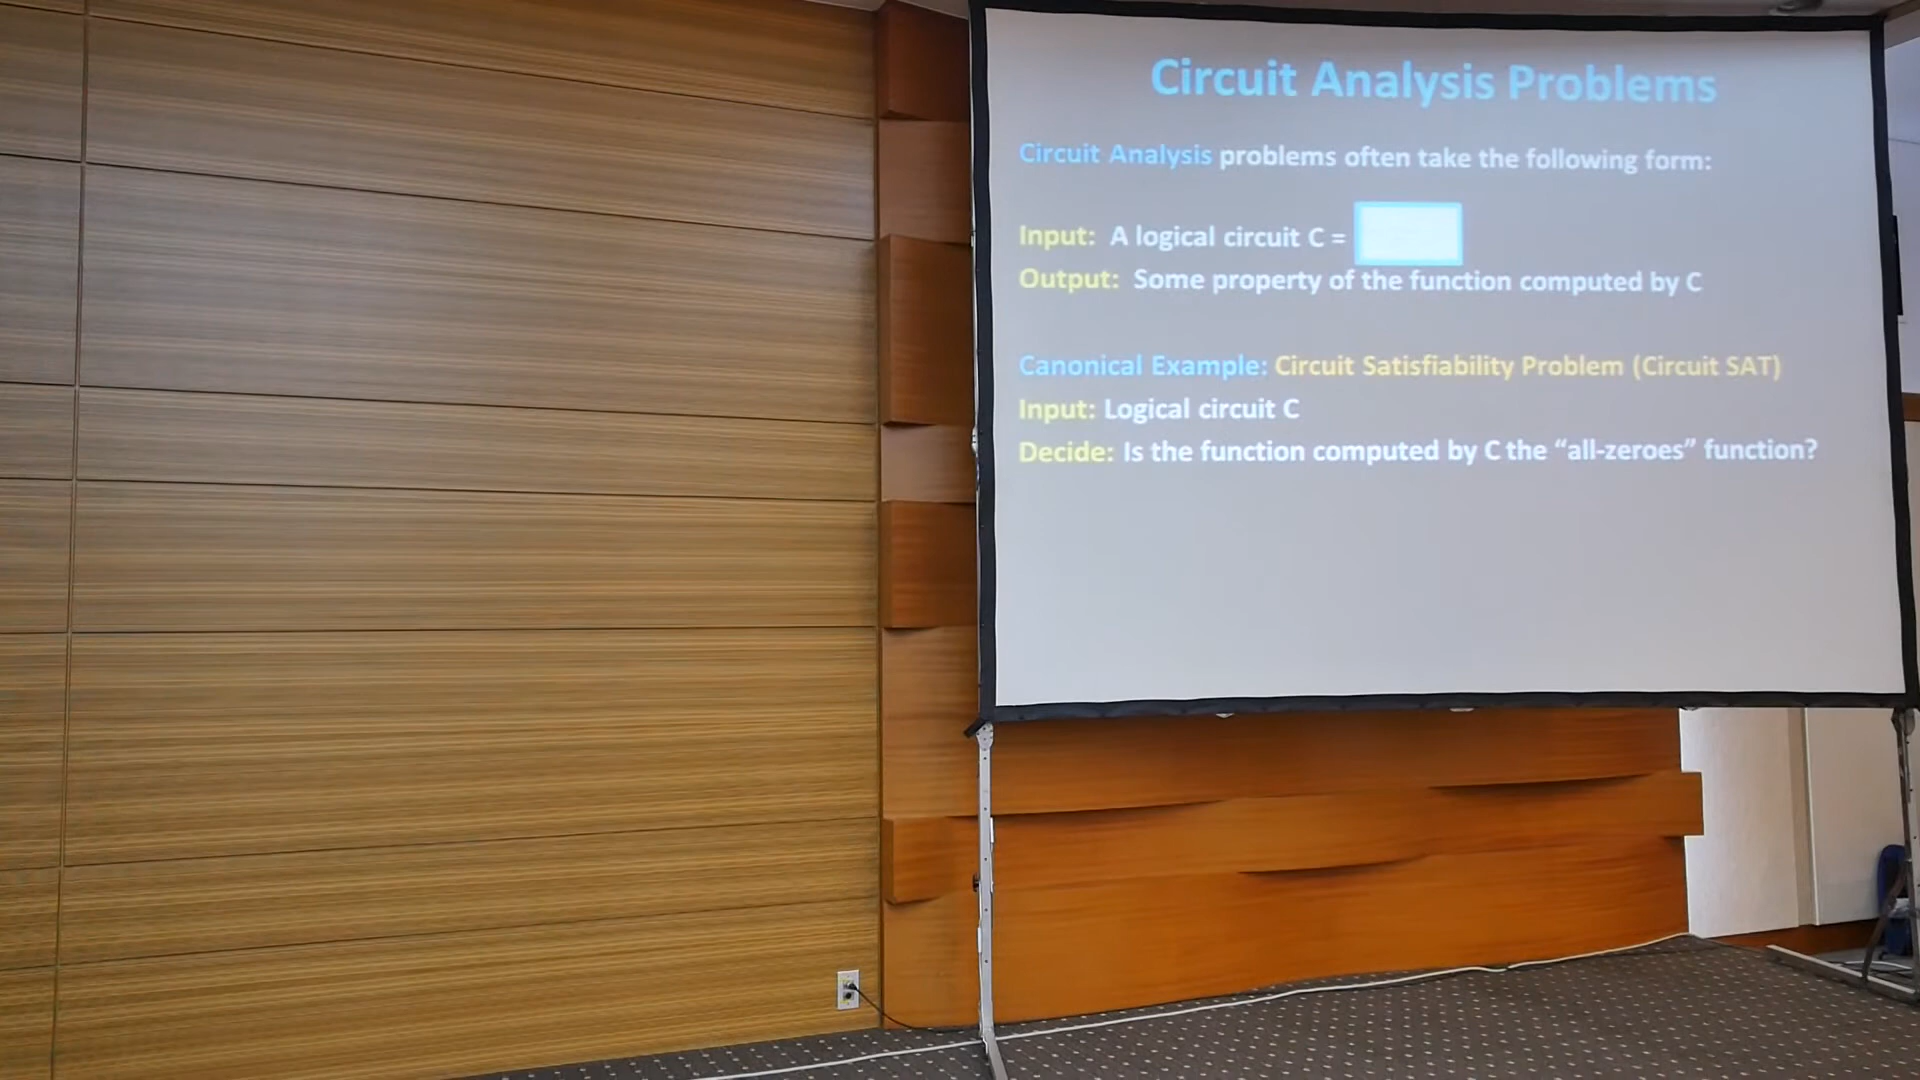 Circuit Analysis Problems
Circuit Analysis problems often take the following form:
Input: A logical circuit C =
Output: Some property of the function computed by C
Canonical Example: Circuit Satisfiability Problem (Circuit SAT)
Input: Logical circuit C
Decide: Is the function computed by C the “all-zeroes” function?